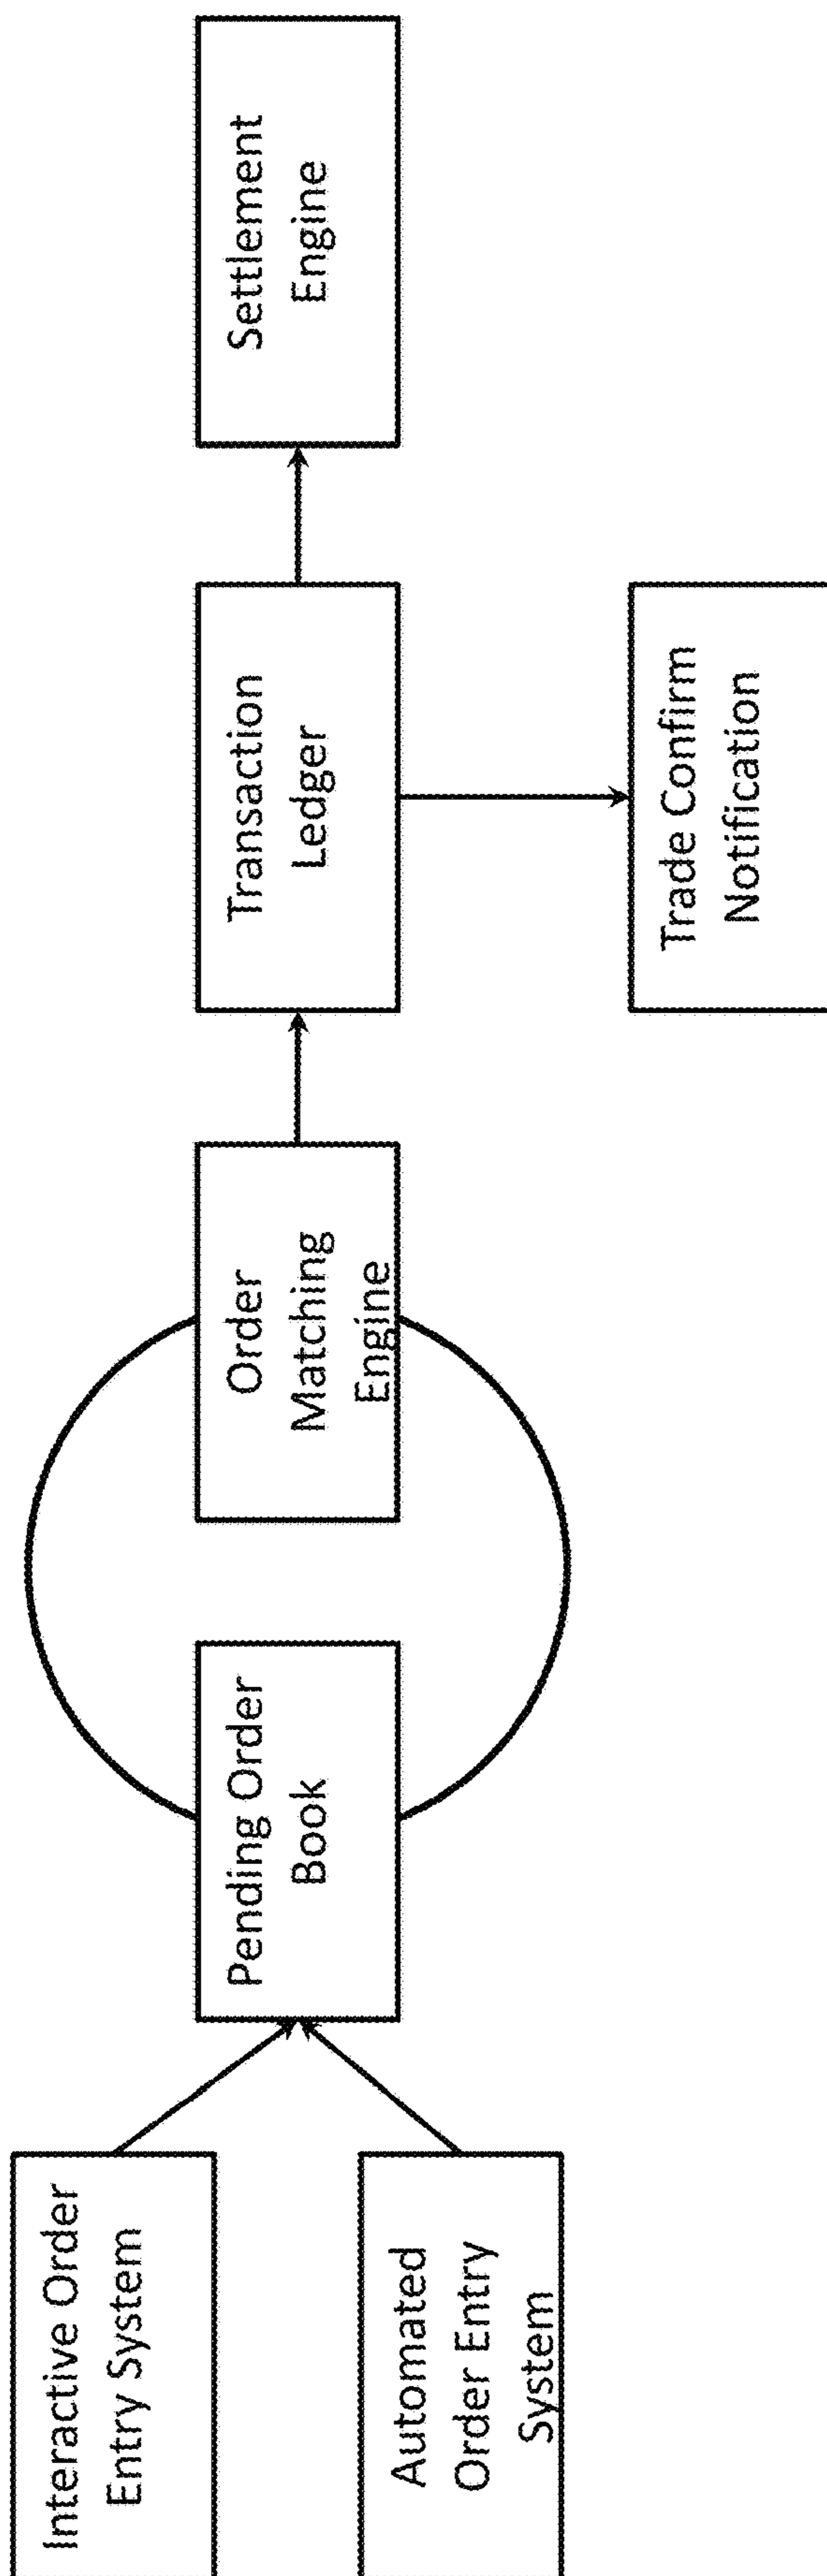 Interactive Order
Entry System
Automated
Order Entry
System
Pending Order
Book
Order
Matching
Engine
Transaction
Ledger
Trade Confirm
Notification
Settlement
Engine